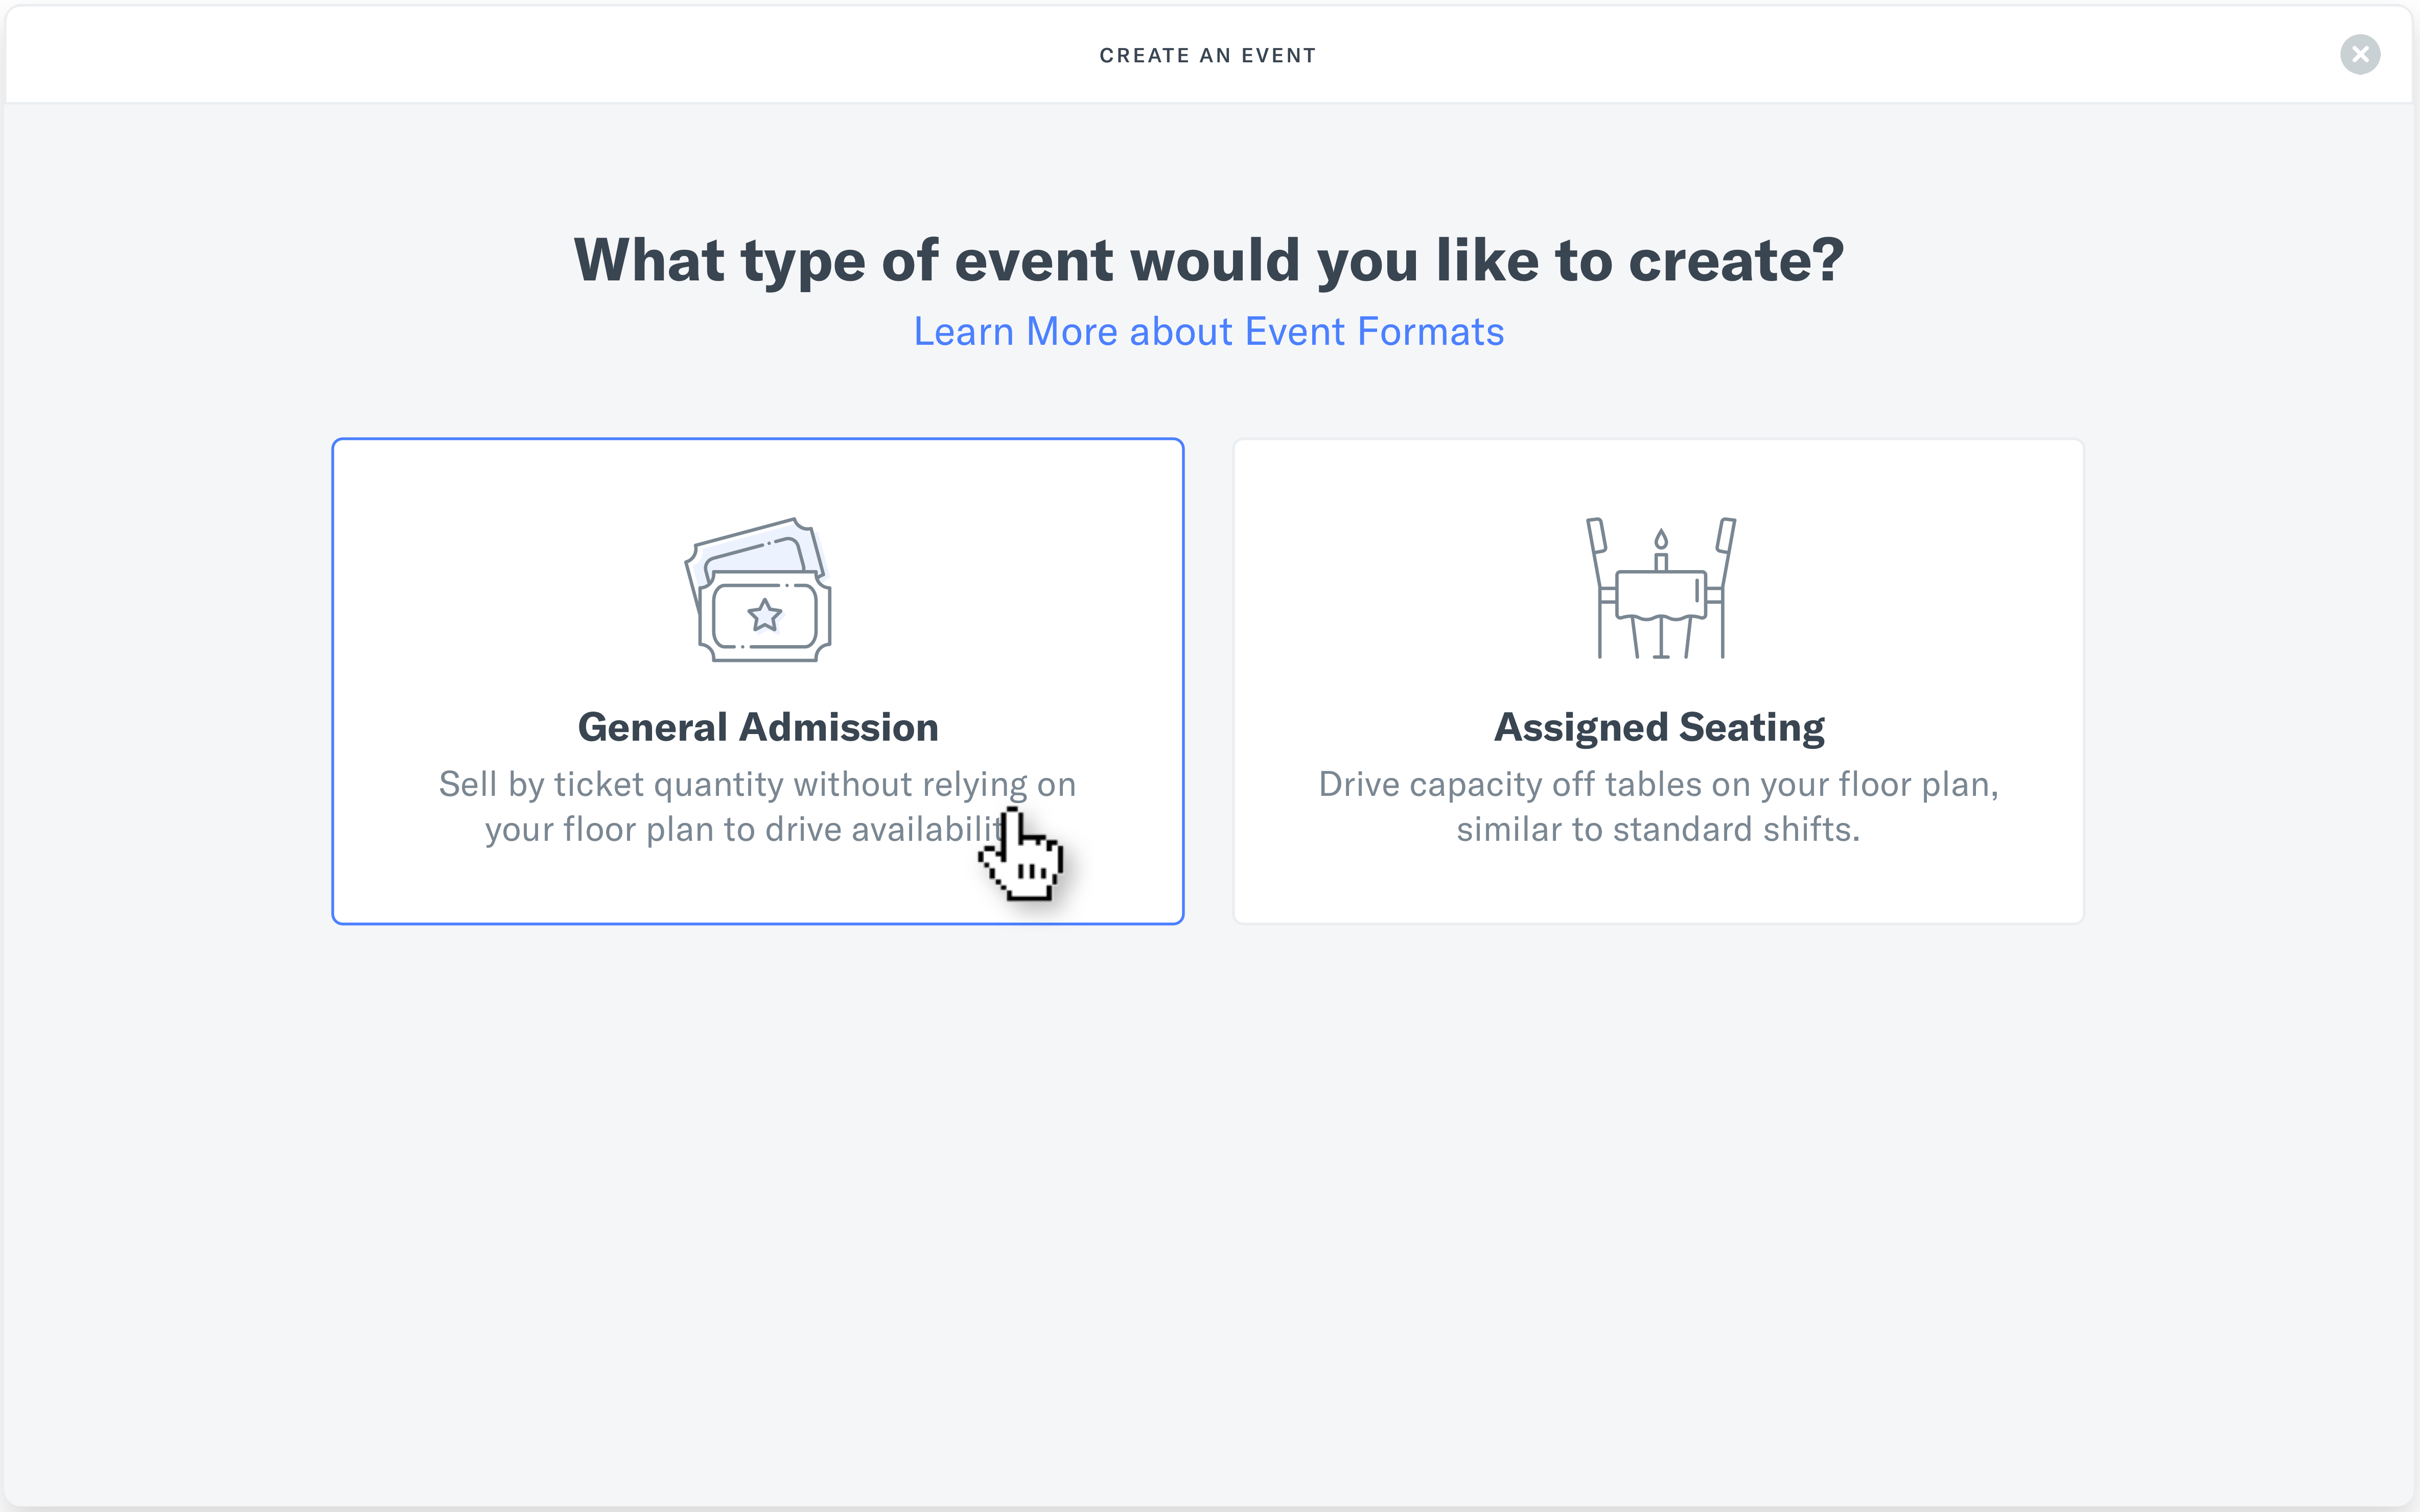 CREATE AN EVENT
What type of event would you like to create?
Learn More about Event Formats
General Admission
Sell by ticket quantity without relying on
your floor plan to drive
Assigned Seating
Drive capacity off tables on your floor plan,
similar to standard shifts.